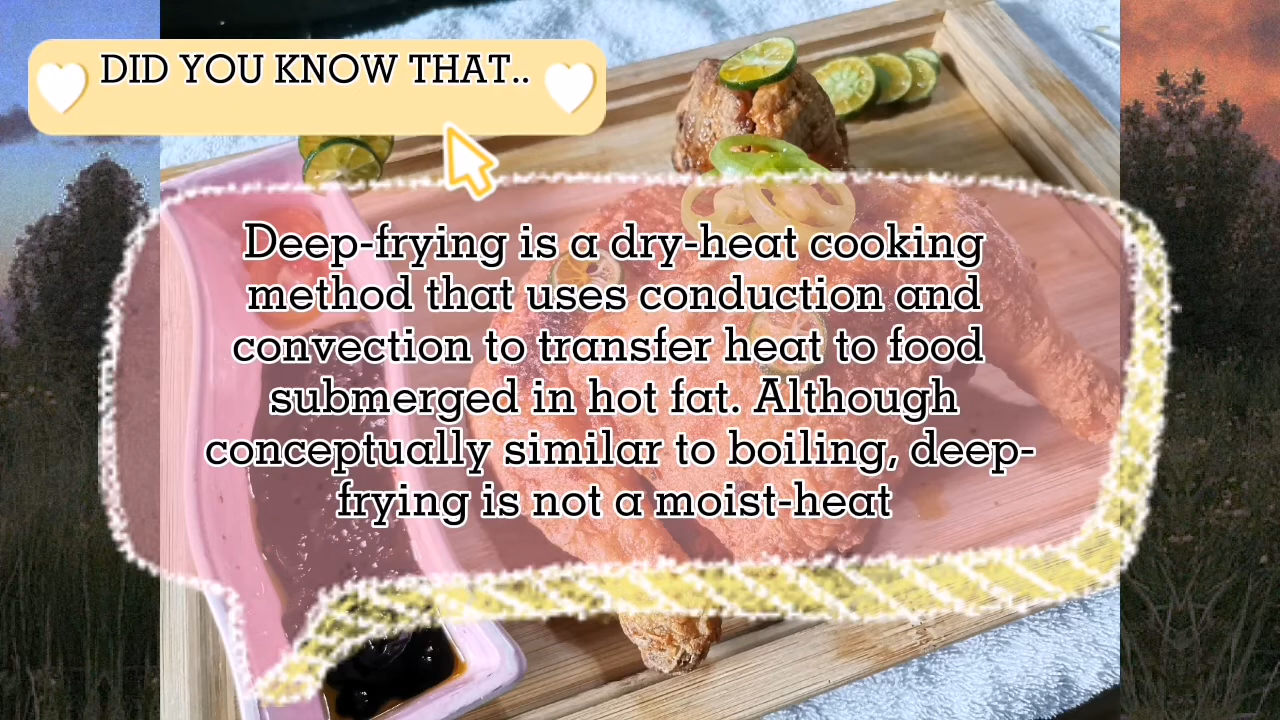 DID YOU KNOW THAT..
Deep-frying is a dry-heat cooking
method that uses conduction and
convection to transfer heat to food
submerged in hot fat. Although
conceptually similar to boiling, deep-
frying is not a moist-heat